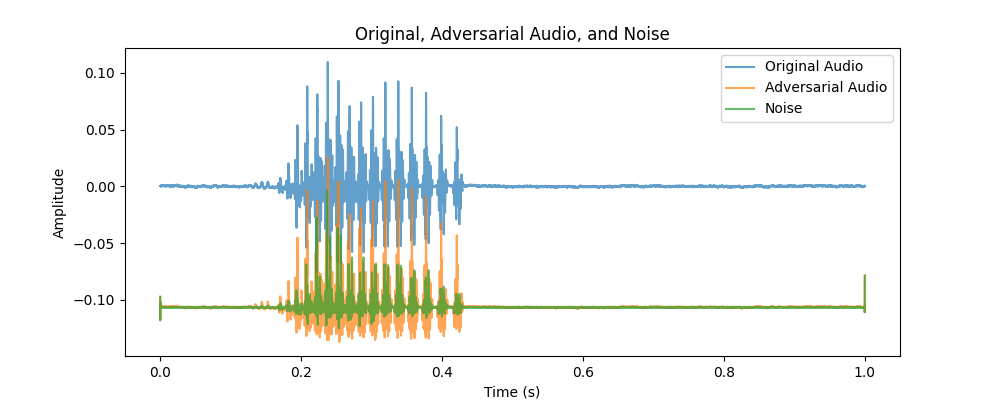 Original, Adversarial Audio, and Noise
Original Audio
Adversarial Audio
Noise
Amplitude
0.10
0.05
0.00
−0.05
−0.10
0.0
0.2
0.4
0.6
0.8
1.0
Time (s)